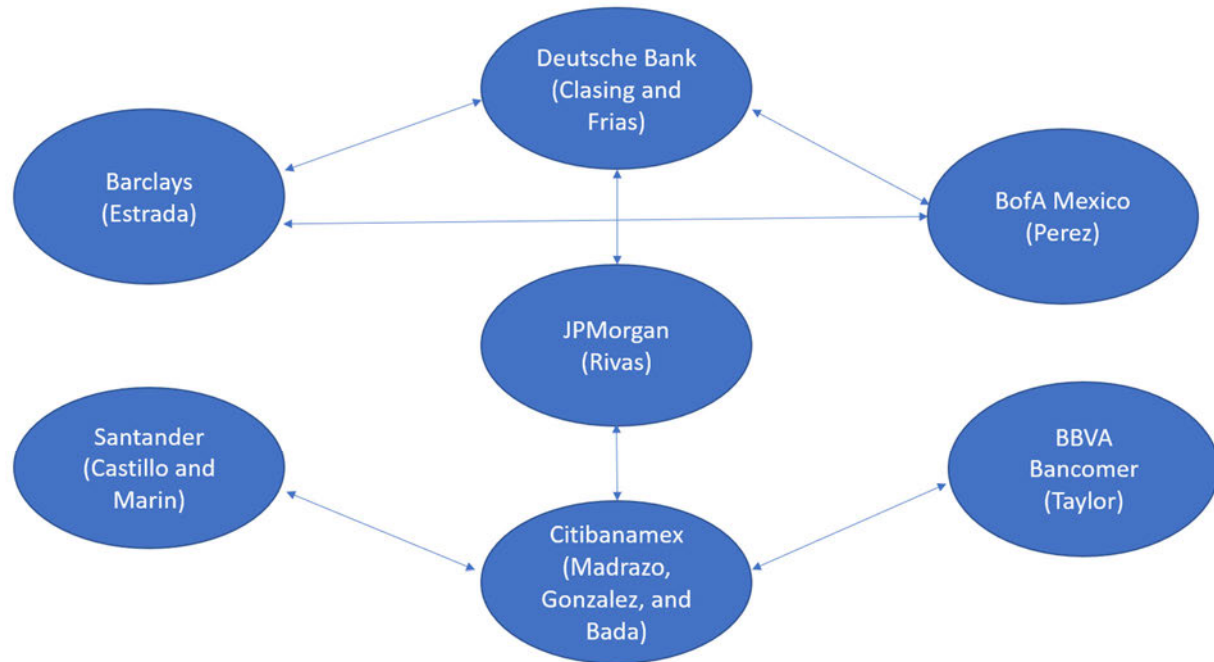 Deutsche Bank
(Clasing and
Frias)
Barclays
(Estrada)
BofA Mexico
(Perez)
JPMorgan
(Rivas)
Santander
(Castillo and
Marin)
BBVA
Bancomer
(Taylor)
Citibanamex
(Madrazo,
Gonzalez, and
Bada)